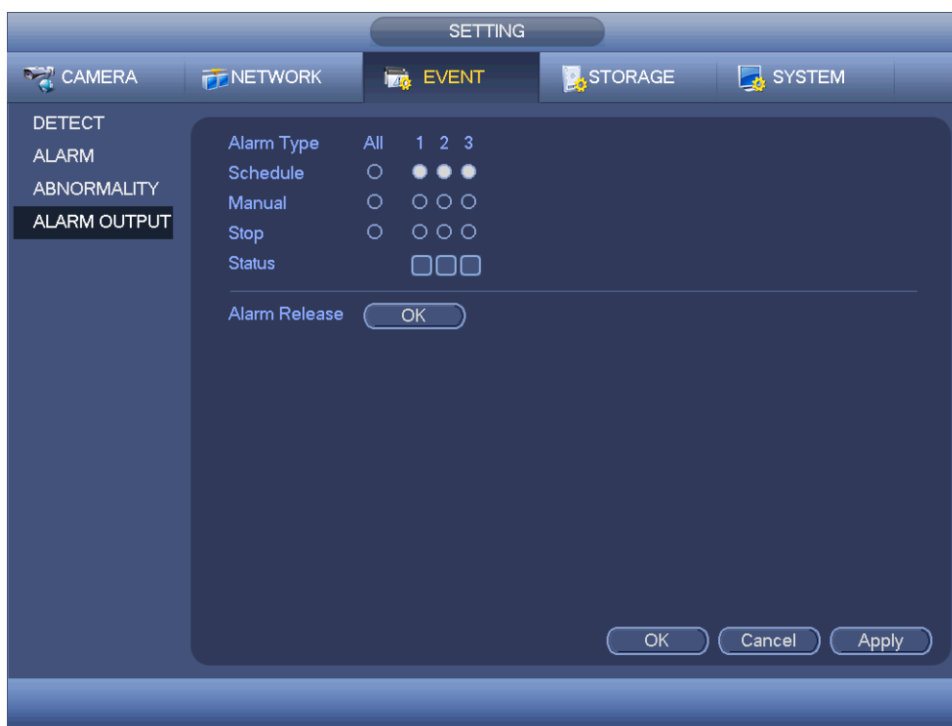 SETTING
CAMERA NETWORK EVENT STORAGE SYSTEM
DETECT
ALARM
ABNORMALITY
ALARM OUTPUT
Alarm Type All 1 2 3
Schedule
Manual
Stop
Status
Alarm Release OK
OK Cancel Apply